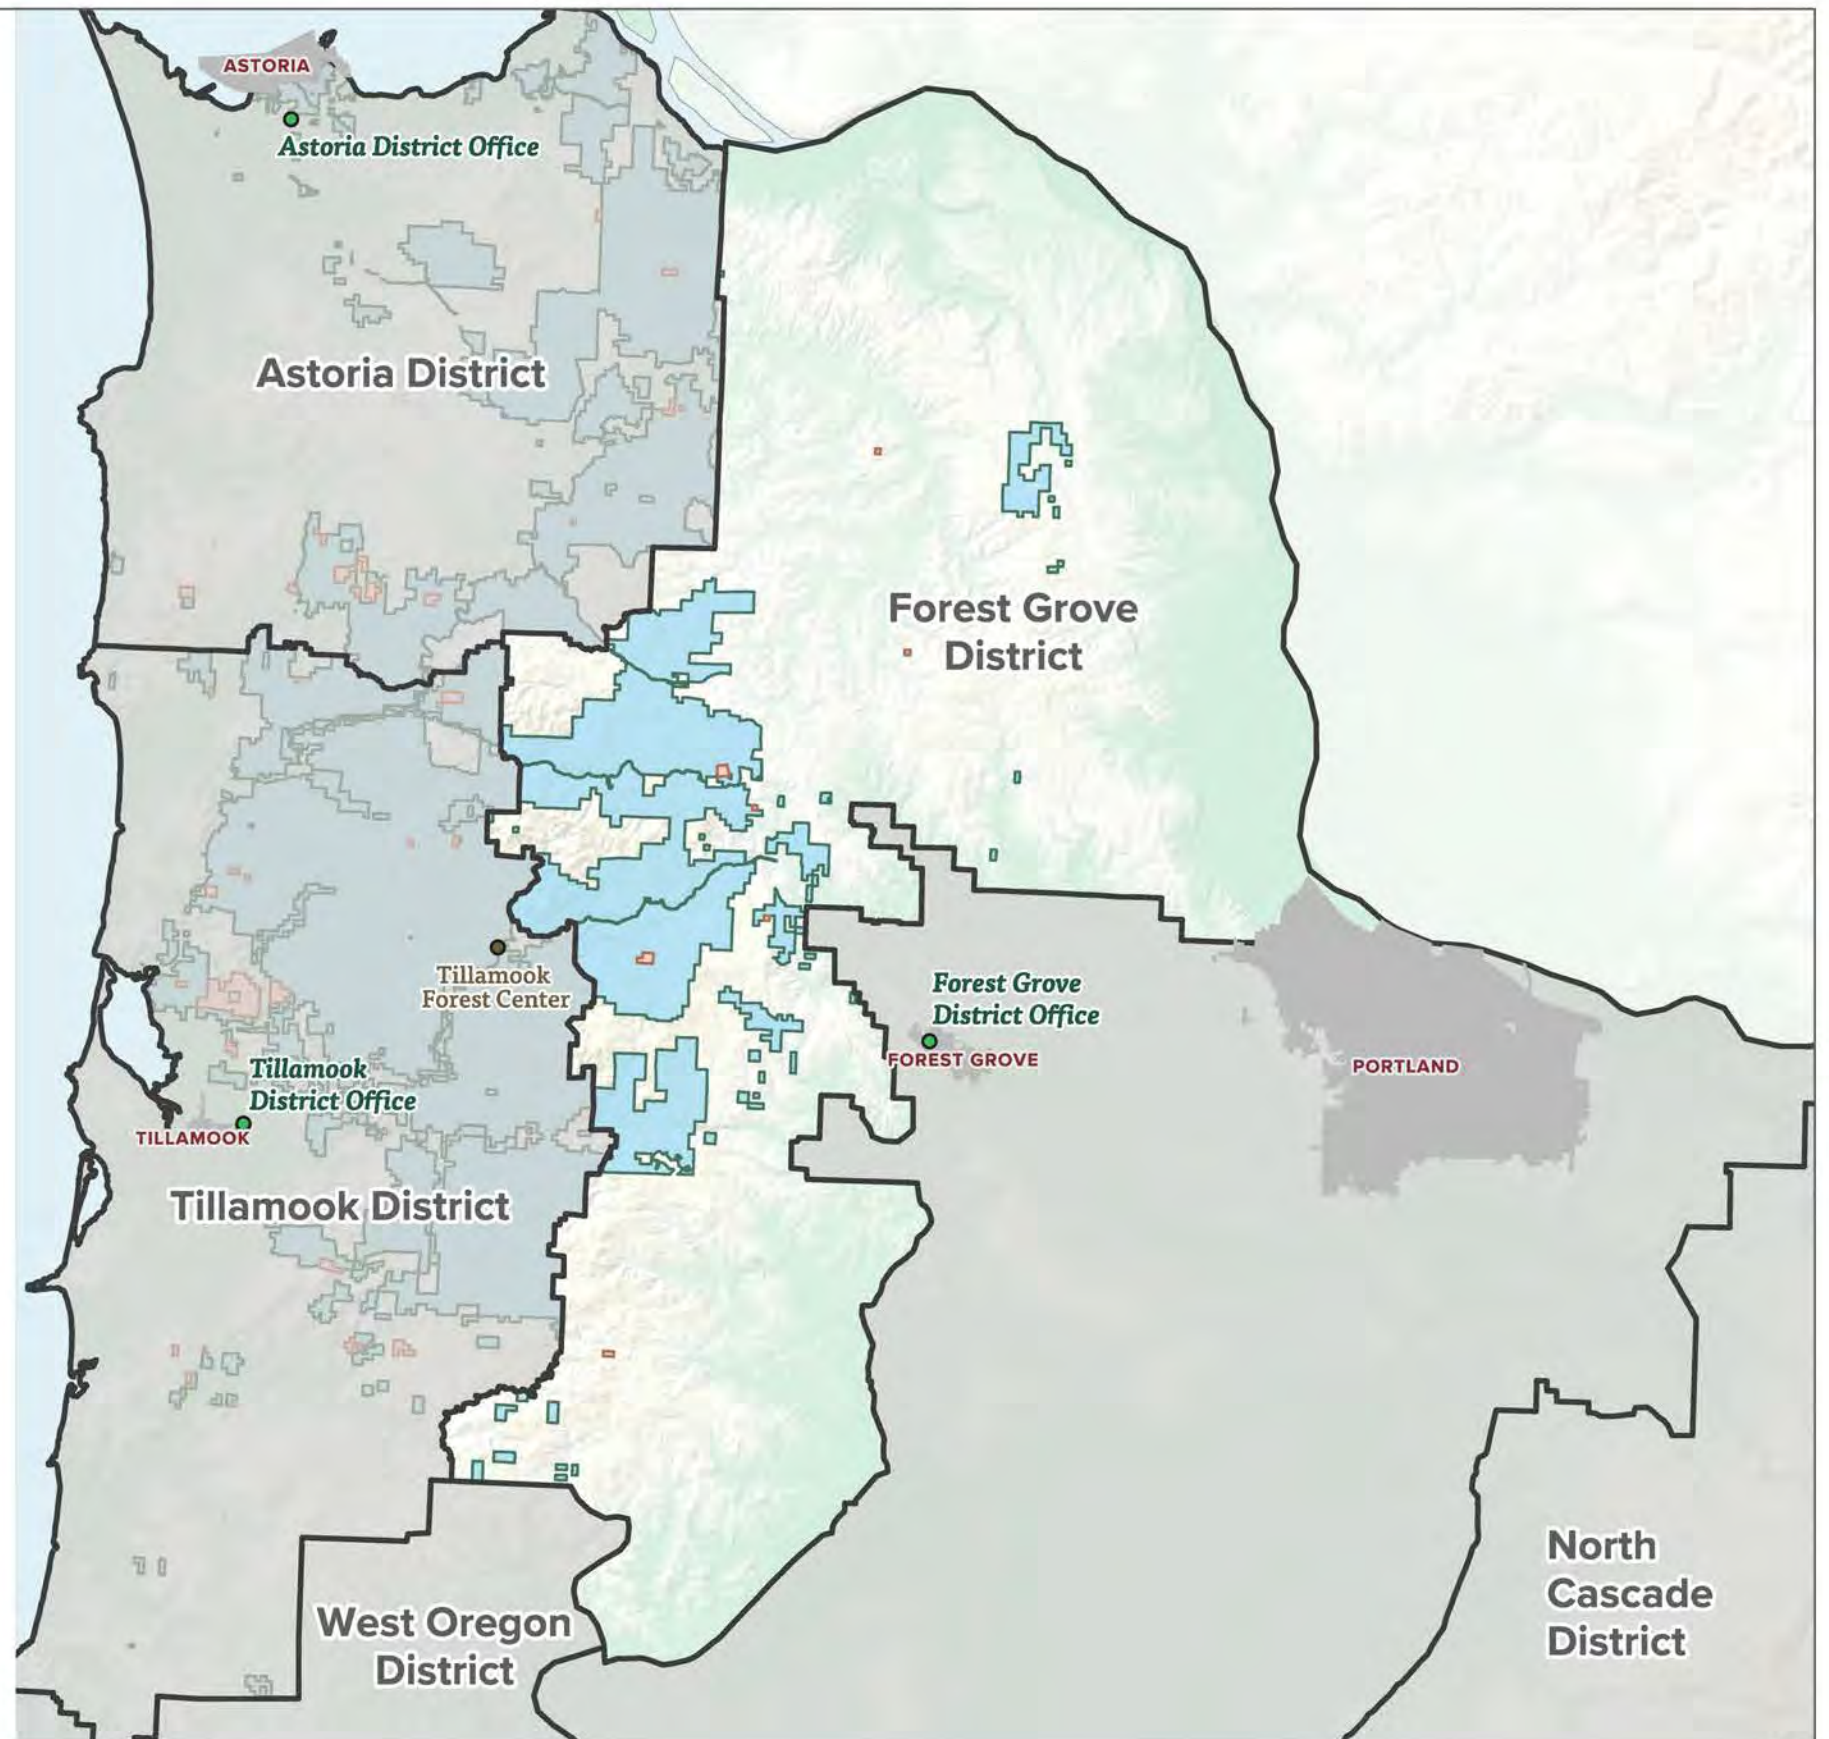 ASTORIA
Astoria District Office
Astoria District
Forest Grove
District
Tillamook
Forest Center
Forest Grove
District Office
FOREST GROVE
PORTLAND
Tillamook
District Office
TILLAMOOK
Tillamook District
West Oregon
District
North
Cascade
District